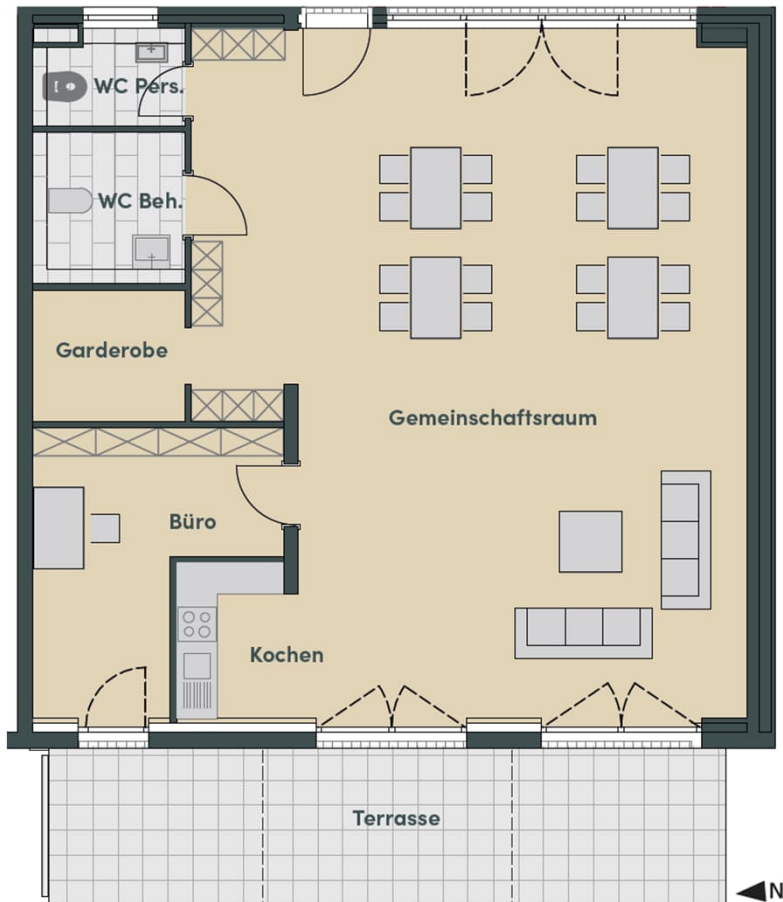 WC Pers.
WC Beh.
Garderobe
Gemeinschaftsraum
Büro
Kochen
Terrasse
N